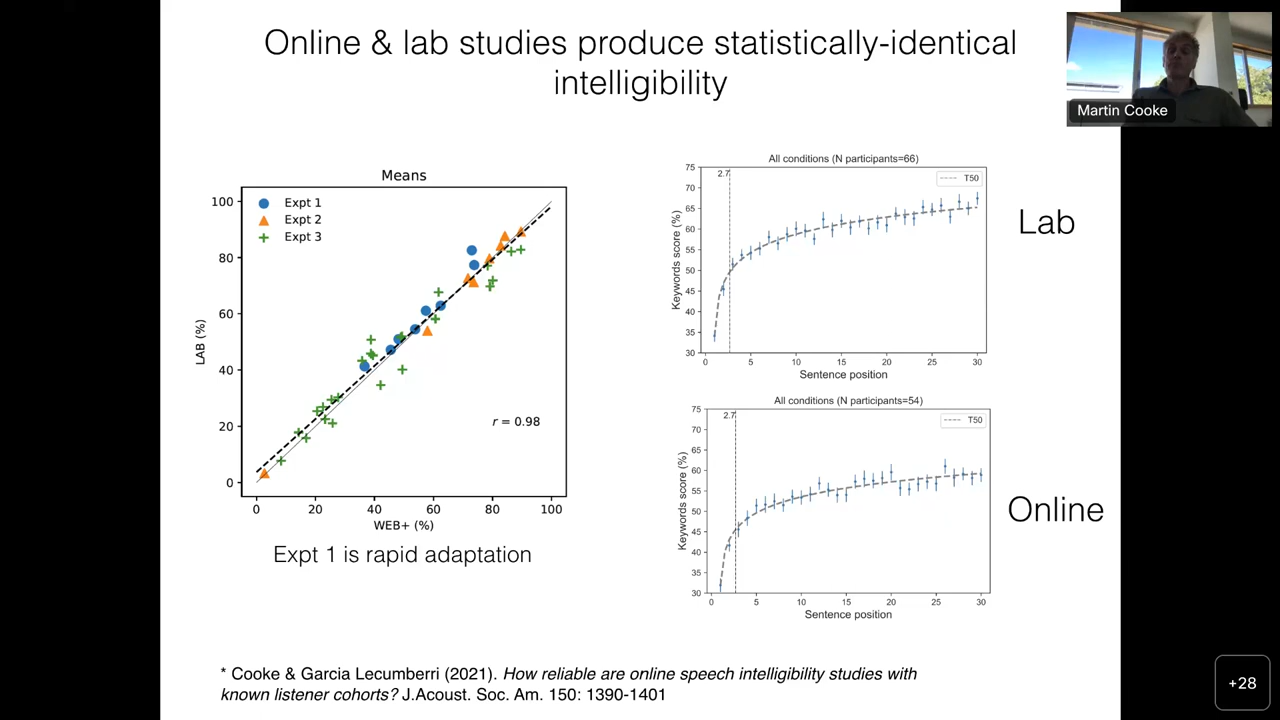 Online & lab studies produce statistically-identical
intelligibility
Martin Cooke
Means
100
80
60
40
20
0
LAB (%)
Expt 1
Expt 2
Expt 3
r = 0.98
0 20 40 60 80 100
WEB+ (%)
Expt 1 is rapid adaptation
All conditions (N participants=66)
75
70
65
60
55
50
45
40
35
30
Keywords score (%)
2.7
T50
0 5 10 15 20 25 30
Sentence position
Lab
All conditions (N participants=54)
75
70
65
60
55
50
45
40
35
30
Keywords score (%)
2.7
T50
0 5 10 15 20 25 30
Sentence position
Online
* Cooke & Garcia Lecumberri (2021). How reliable are online speech intelligibility studies with
known listener cohorts? J.Acoust. Soc. Am. 150: 1390-1401
+28